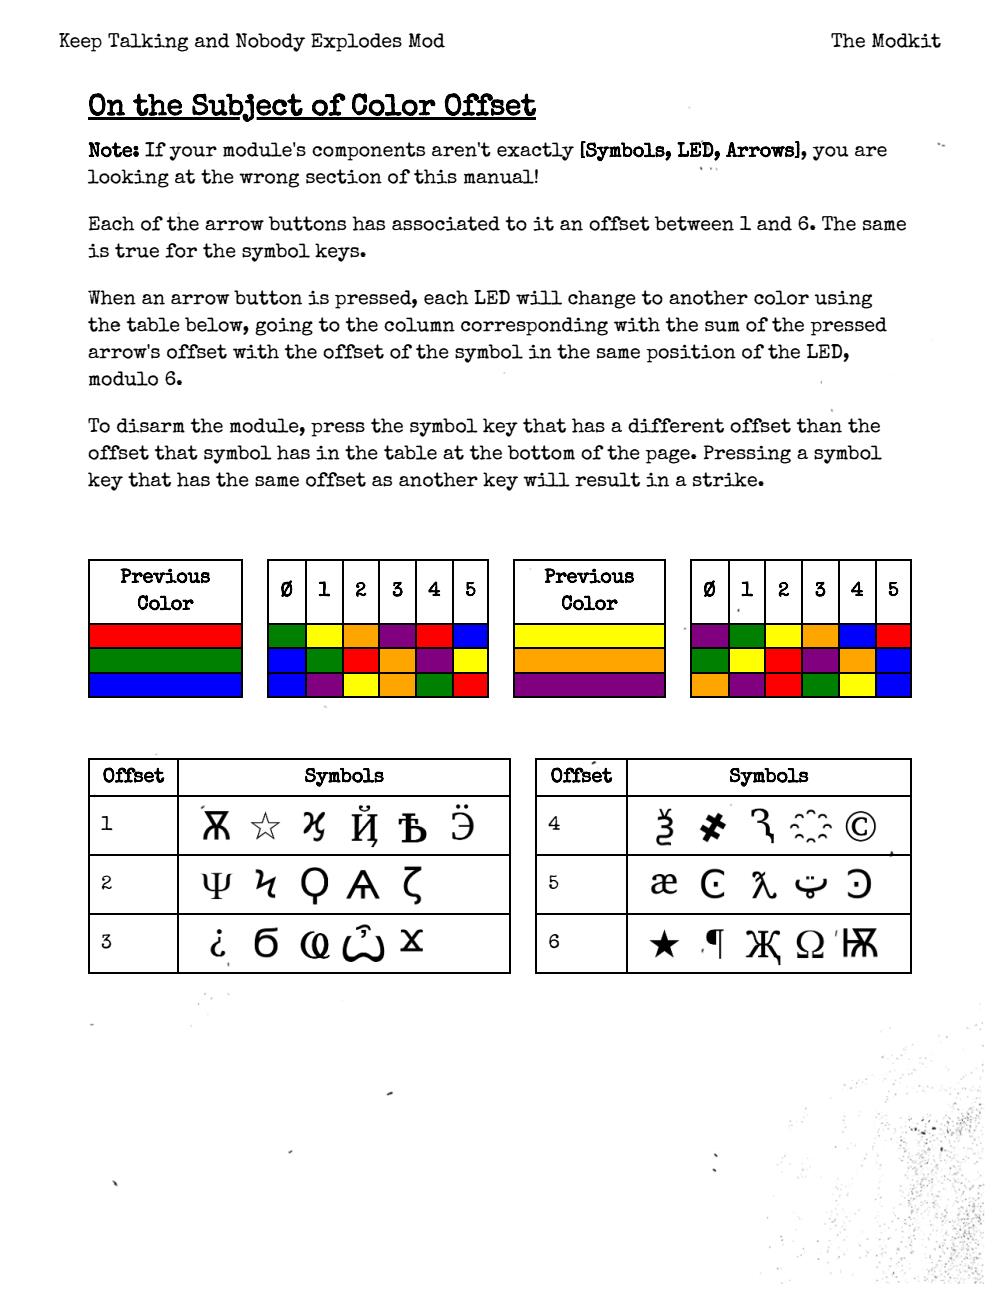 Keep Talking and Nobody Explodes Mod
The Modkit
On the Subject of Color Offset
Note: If your module's components aren't exactly [Symbols, LED, Arrows], you are
looking at the wrong section of this manual!
Each of the arrow buttons has associated to it an offset between 1 and 6. The same
is true for the symbol keys.
When an arrow button is pressed, each LED will change to another color using
the table below, going to the column corresponding with the sum of the pressed
arrow's offset with the offset of the symbol in the same position of the LED,
modulo 6.
To disarm the module, press the symbol key that has a different offset than the
offset that symbol has in the table at the bottom of the page. Pressing a symbol
key that has the same offset as another key will result in a strike.
Previous
Color
0 1 2 3 4 5
Previous
Color
0 1 2 3 4 5
Offset Symbols
1 Ѫ ☆ ϗ Ҋ Ѣ Ӭ
2 Ψ Ϟ Ϙ Ѧ ζ
3 ¿ б Ҩ Ѽ ϰ
Offset Symbols
4 Ѯ ҂ Ԇ ҈ ©
5 æ Ͼ ƛ ټ Ͽ
6 ★ ¶ Җ Ω Ѭ